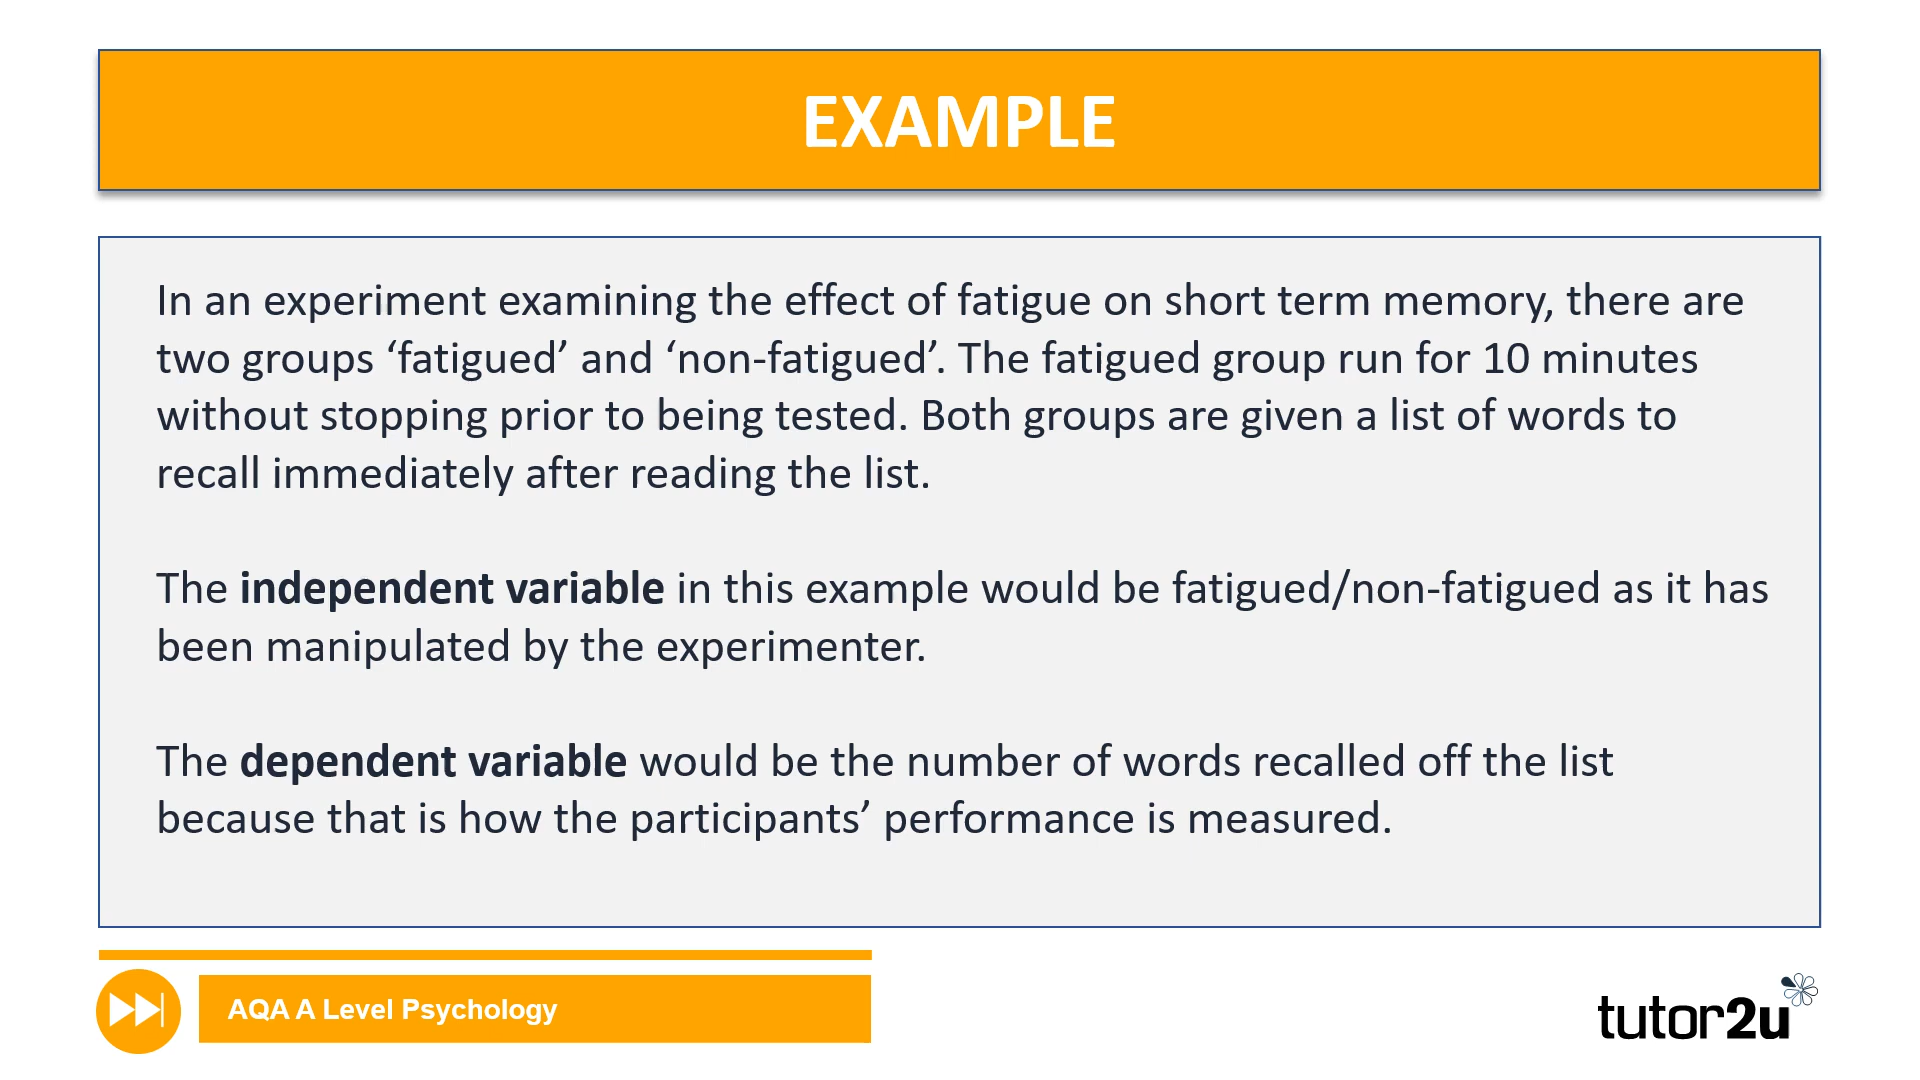 EXAMPLE
In an experiment examining the effect of fatigue on short term memory, there are
two groups ‘fatigued’ and ‘non-fatigued’. The fatigued group run for 10 minutes
without stopping prior to being tested. Both groups are given a list of words to
recall immediately after reading the list.
The independent variable in this example would be fatigued/non-fatigued as it has
been manipulated by the experimenter.
The dependent variable would be the number of words recalled off the list
because that is how the participants’ performance is measured.
AQA A Level Psychology
tutor2u